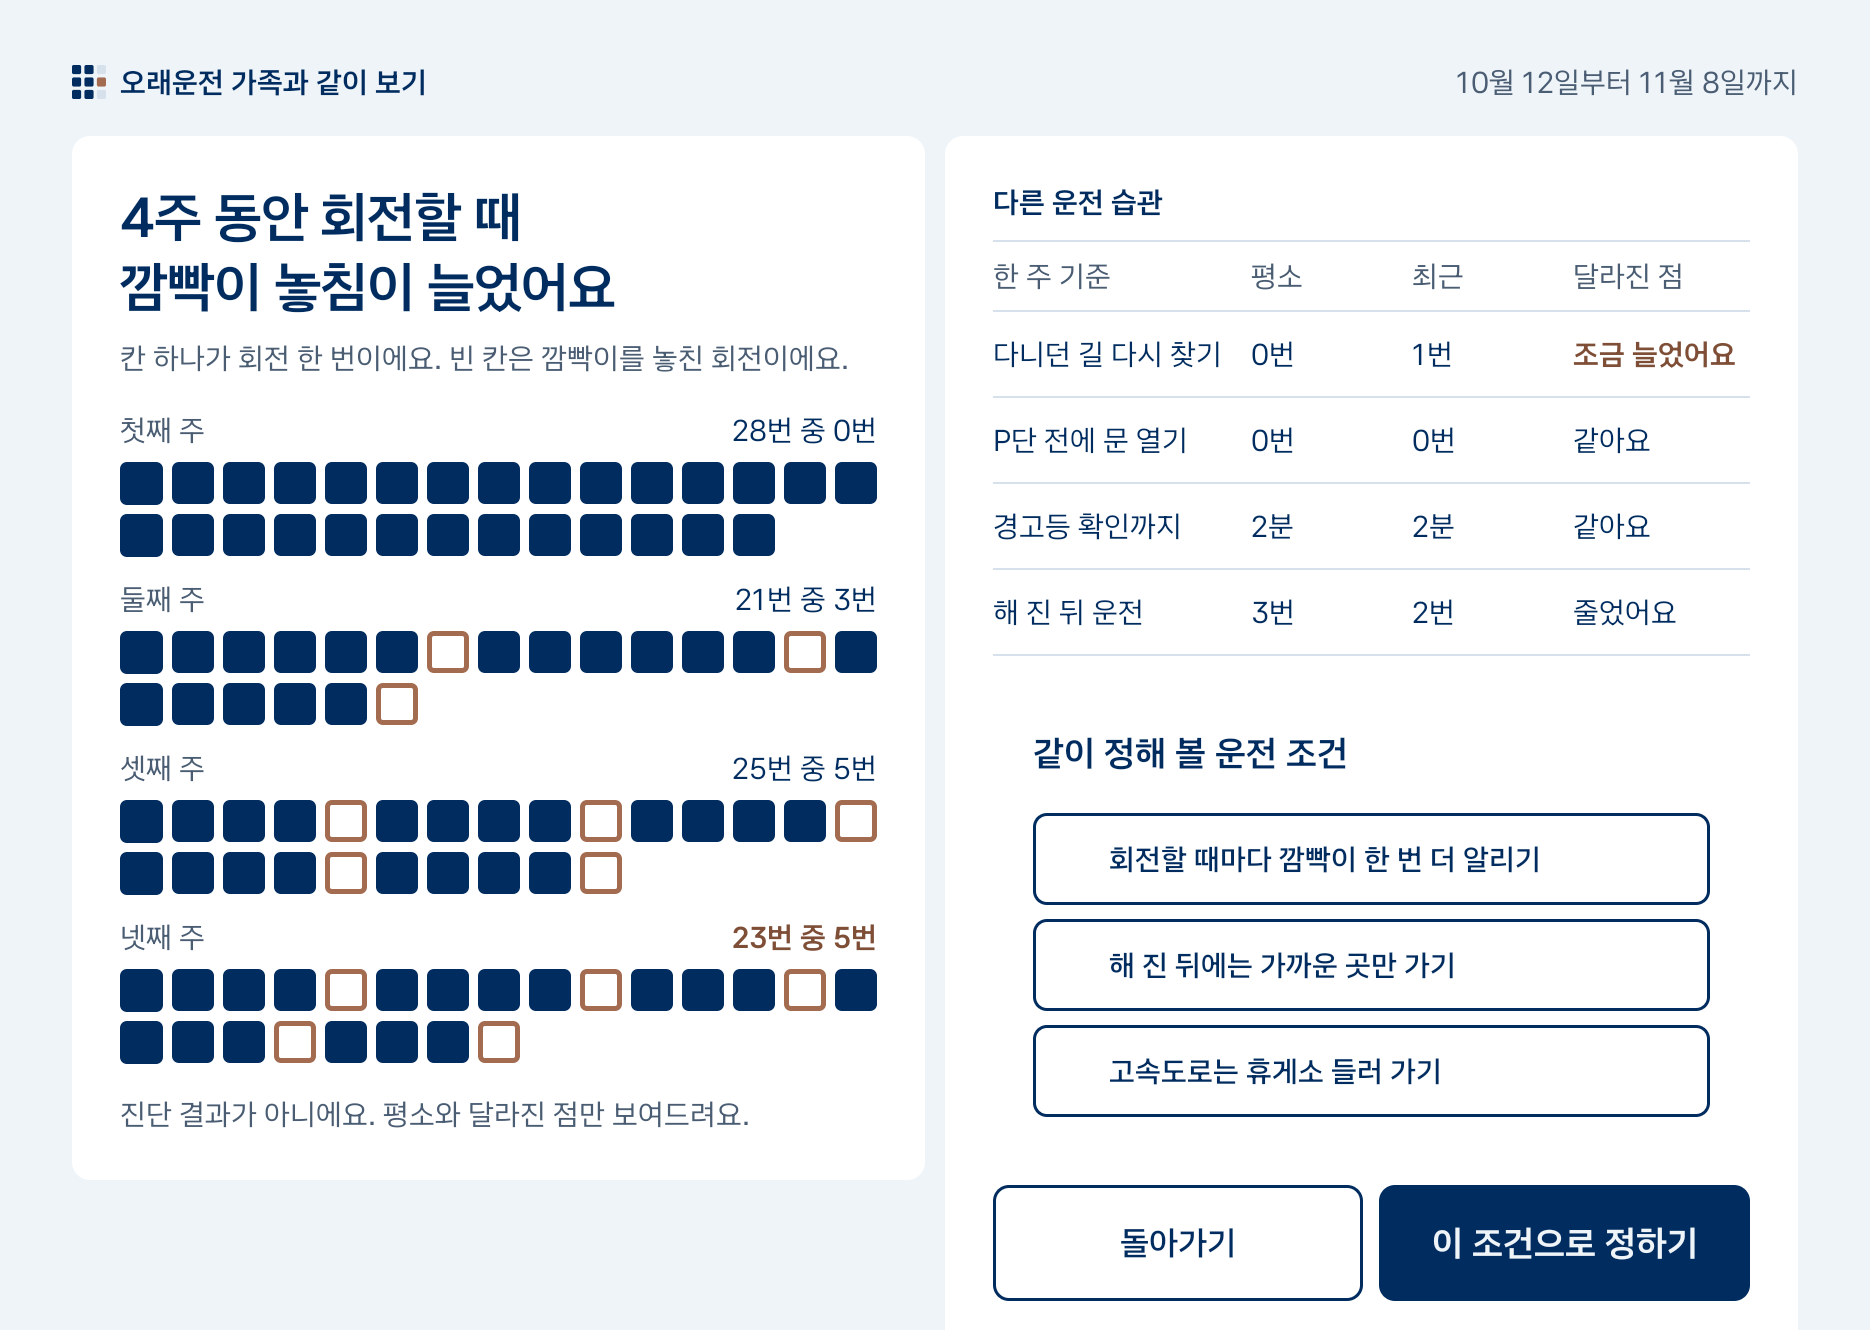 오래운전 가족과 같이 보기
10월 12일부터 11월 8일까지
4주 동안 회전할 때
깜빡이 놓침이 늘었어요
칸 하나가 회전 한 번이에요. 빈 칸은 깜빡이를 놓친 회전이에요.
첫째 주 28번 중 0번
둘째 주 21번 중 3번
셋째 주 25번 중 5번
넷째 주 23번 중 5번
진단 결과가 아니에요. 평소와 달라진 점만 보여드려요.
다른 운전 습관
한 주 기준 평소 최근 달라진 점
다니던 길 다시 찾기 0번 1번 조금 늘었어요
P단 전에 문 열기 0번 0번 같아요
경고등 확인까지 2분 2분 같아요
해 진 뒤 운전 3번 2번 줄었어요
같이 정해 볼 운전 조건
회전할 때마다 깜빡이 한 번 더 알리기
해 진 뒤에는 가까운 곳만 가기
고속도로는 휴게소 들러 가기
돌아가기
이 조건으로 정하기